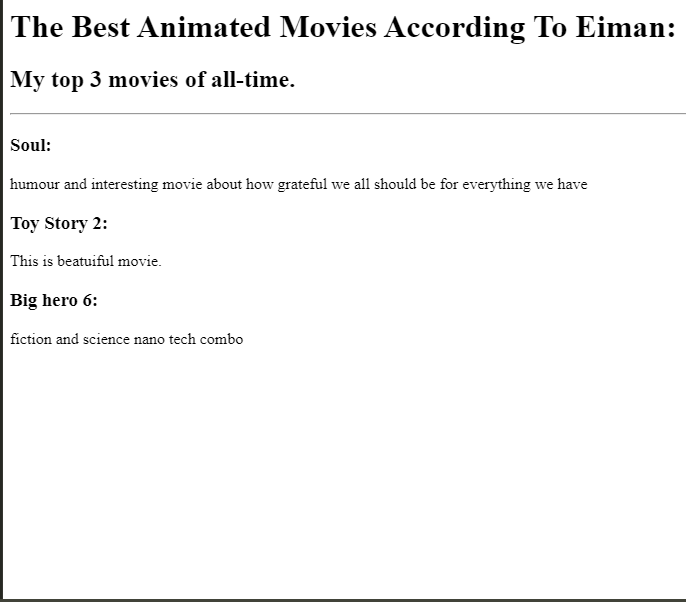 The Best Animated Movies According To Eiman:
My top 3 movies of all-time.
Soul:
humour and interesting movie about how grateful we all should be for everything we have
Toy Story 2:
This is beatuiful movie.
Big hero 6:
fiction and science nano tech combo